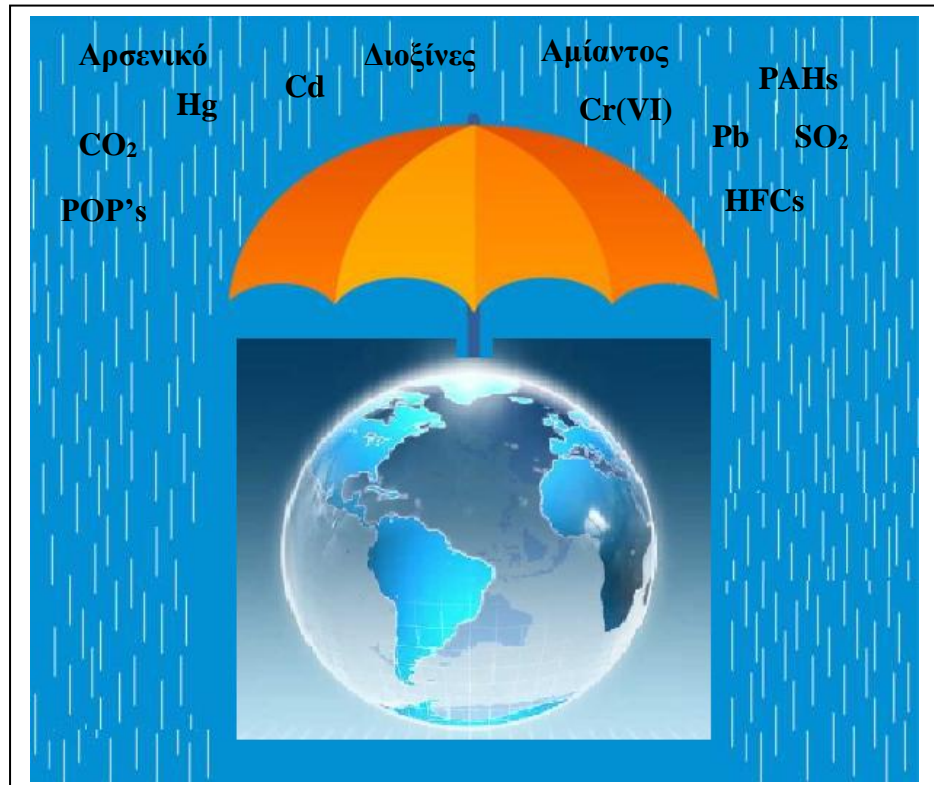 Αρσενικό
Διοξίνες
Αμίαντος
Hg
Cd
Cr(VI)
PAHs
CO₂
Pb
SO₂
POP’s
HFCs